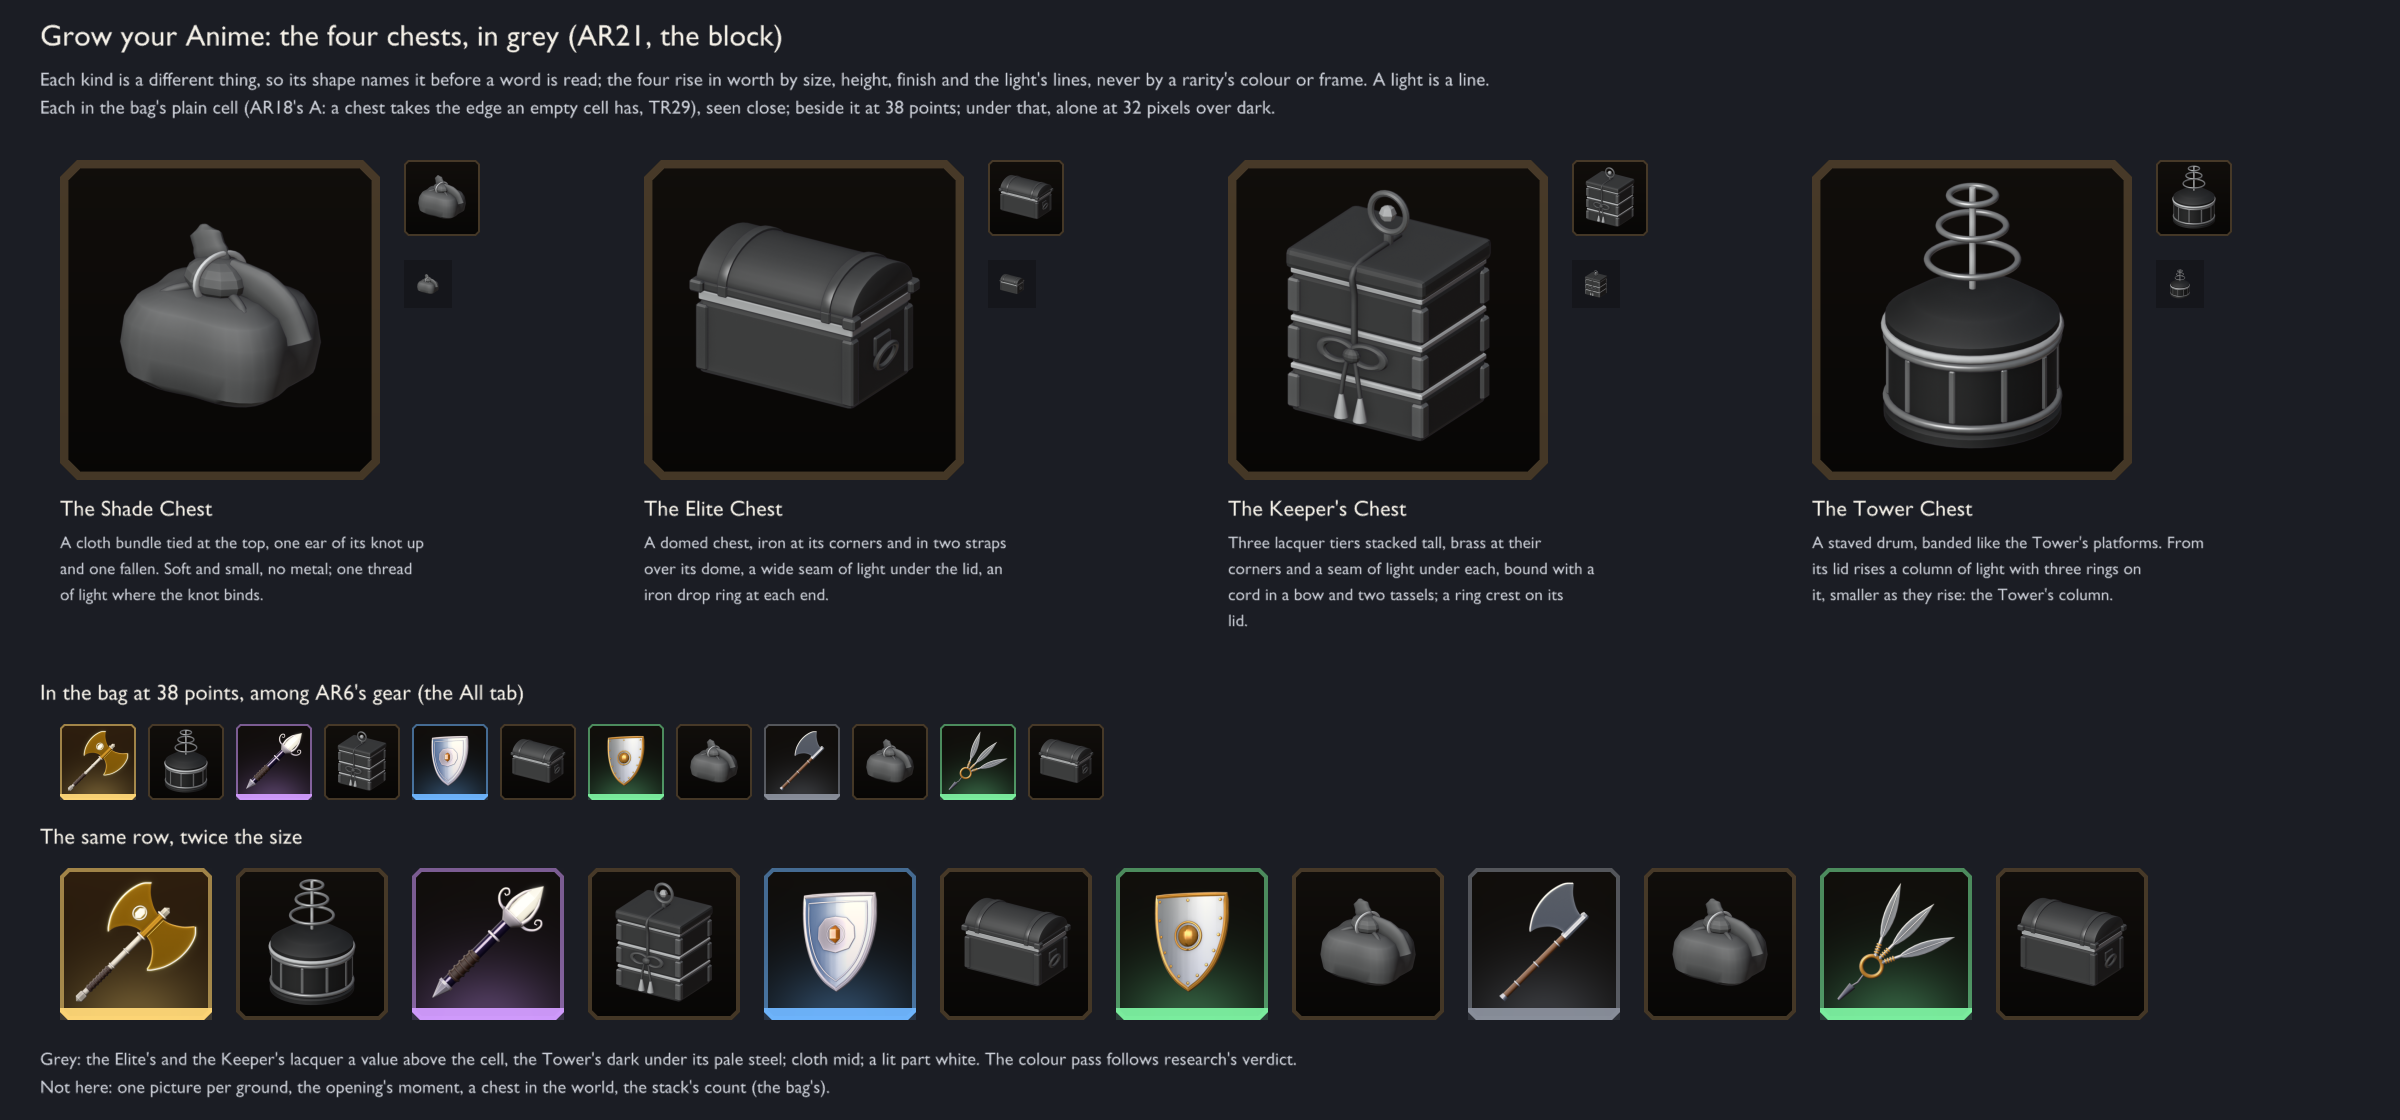 Grow your Anime: the four chests, in grey (AR21, the block)
Each kind is a different thing, so its shape names it before a word is read; the four rise in worth by size, height, finish and the light's lines, never by a rarity's colour or frame. A light is a line.
Each in the bag's plain cell (AR18's A: a chest takes the edge an empty cell has, TR29), seen close; beside it at 38 points; under that, alone at 32 pixels over dark.
The Shade Chest
A cloth bundle tied at the top, one ear of its knot up
and one fallen. Soft and small, no metal; one thread
of light where the knot binds.
The Elite Chest
A domed chest, iron at its corners and in two straps
over its dome, a wide seam of light under the lid, an
iron drop ring at each end.
The Keeper's Chest
Three lacquer tiers stacked tall, brass at their
corners and a seam of light under each, bound with a
cord in a bow and two tassels; a ring crest on its
lid.
The Tower Chest
A staved drum, banded like the Tower's platforms. From
its lid rises a column of light with three rings on
it, smaller as they rise: the Tower's column.
In the bag at 38 points, among AR6's gear (the All tab)
The same row, twice the size
Grey: the Elite's and the Keeper's lacquer a value above the cell, the Tower's dark under its pale steel; cloth mid; a lit part white. The colour pass follows research's verdict.
Not here: one picture per ground, the opening's moment, a chest in the world, the stack's count (the bag's).